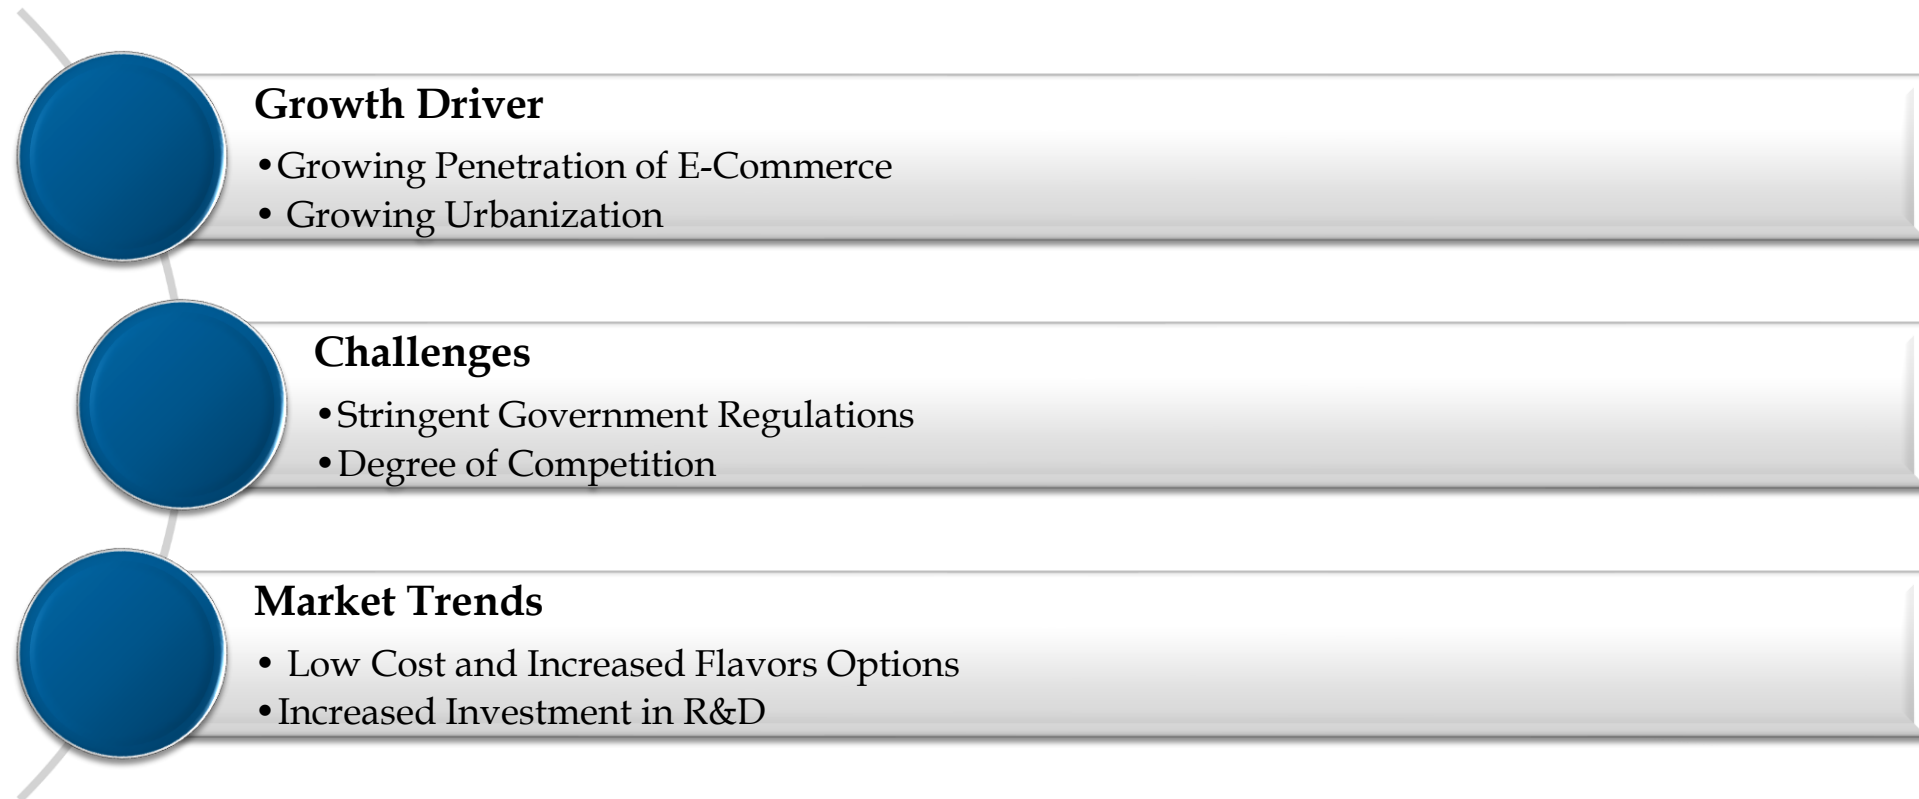 Growth Driver
•Growing Penetration of E-Commerce
• Growing Urbanization
Challenges
•Stringent Government Regulations
•Degree of Competition
Market Trends
• Low Cost and Increased Flavors Options
•Increased Investment in R&D